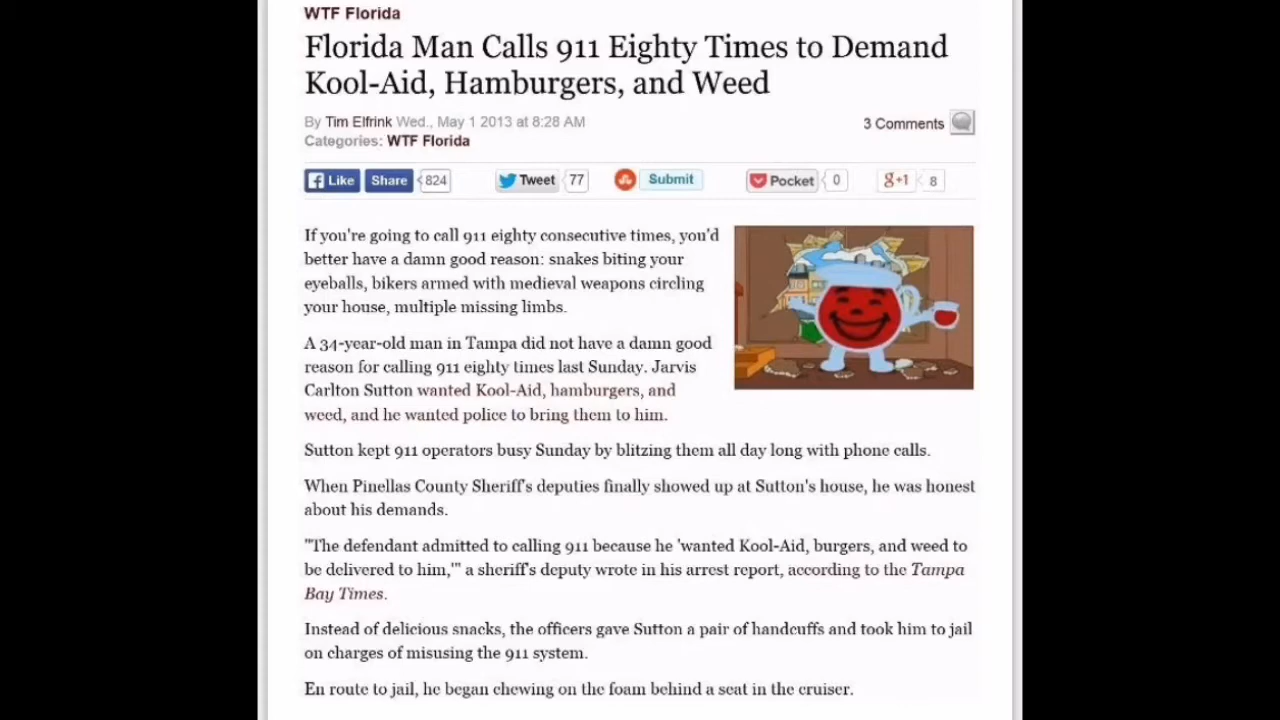 WTF Florida
Florida Man Calls 911 Eighty Times to Demand
Kool-Aid, Hamburgers, and Weed
By Tim Elfrink Wed., May 1 2013 at 8:28 AM
3 Comments
Categories: WTF Florida
Like Share 824 Tweet 77 Submit Pocket 0 g+1 8
If you're going to call 911 eighty consecutive times, you'd
better have a damn good reason: snakes biting your
eyeballs, bikers armed with medieval weapons circling
your house, multiple missing limbs.
A 34-year-old man in Tampa did not have a damn good
reason for calling 911 eighty times last Sunday. Jarvis
Carlton Sutton wanted Kool-Aid, hamburgers, and
weed, and he wanted police to bring them to him.
Sutton kept 911 operators busy Sunday by blitzing them all day long with phone calls.
When Pinellas County Sheriff's deputies finally showed up at Sutton's house, he was honest
about his demands.
"The defendant admitted to calling 911 because he 'wanted Kool-Aid, burgers, and weed to
be delivered to him,'" a sheriff's deputy wrote in his arrest report, according to the Tampa
Bay Times.
Instead of delicious snacks, the officers gave Sutton a pair of handcuffs and took him to jail
on charges of misusing the 911 system.
En route to jail, he began chewing on the foam behind a seat in the cruiser.